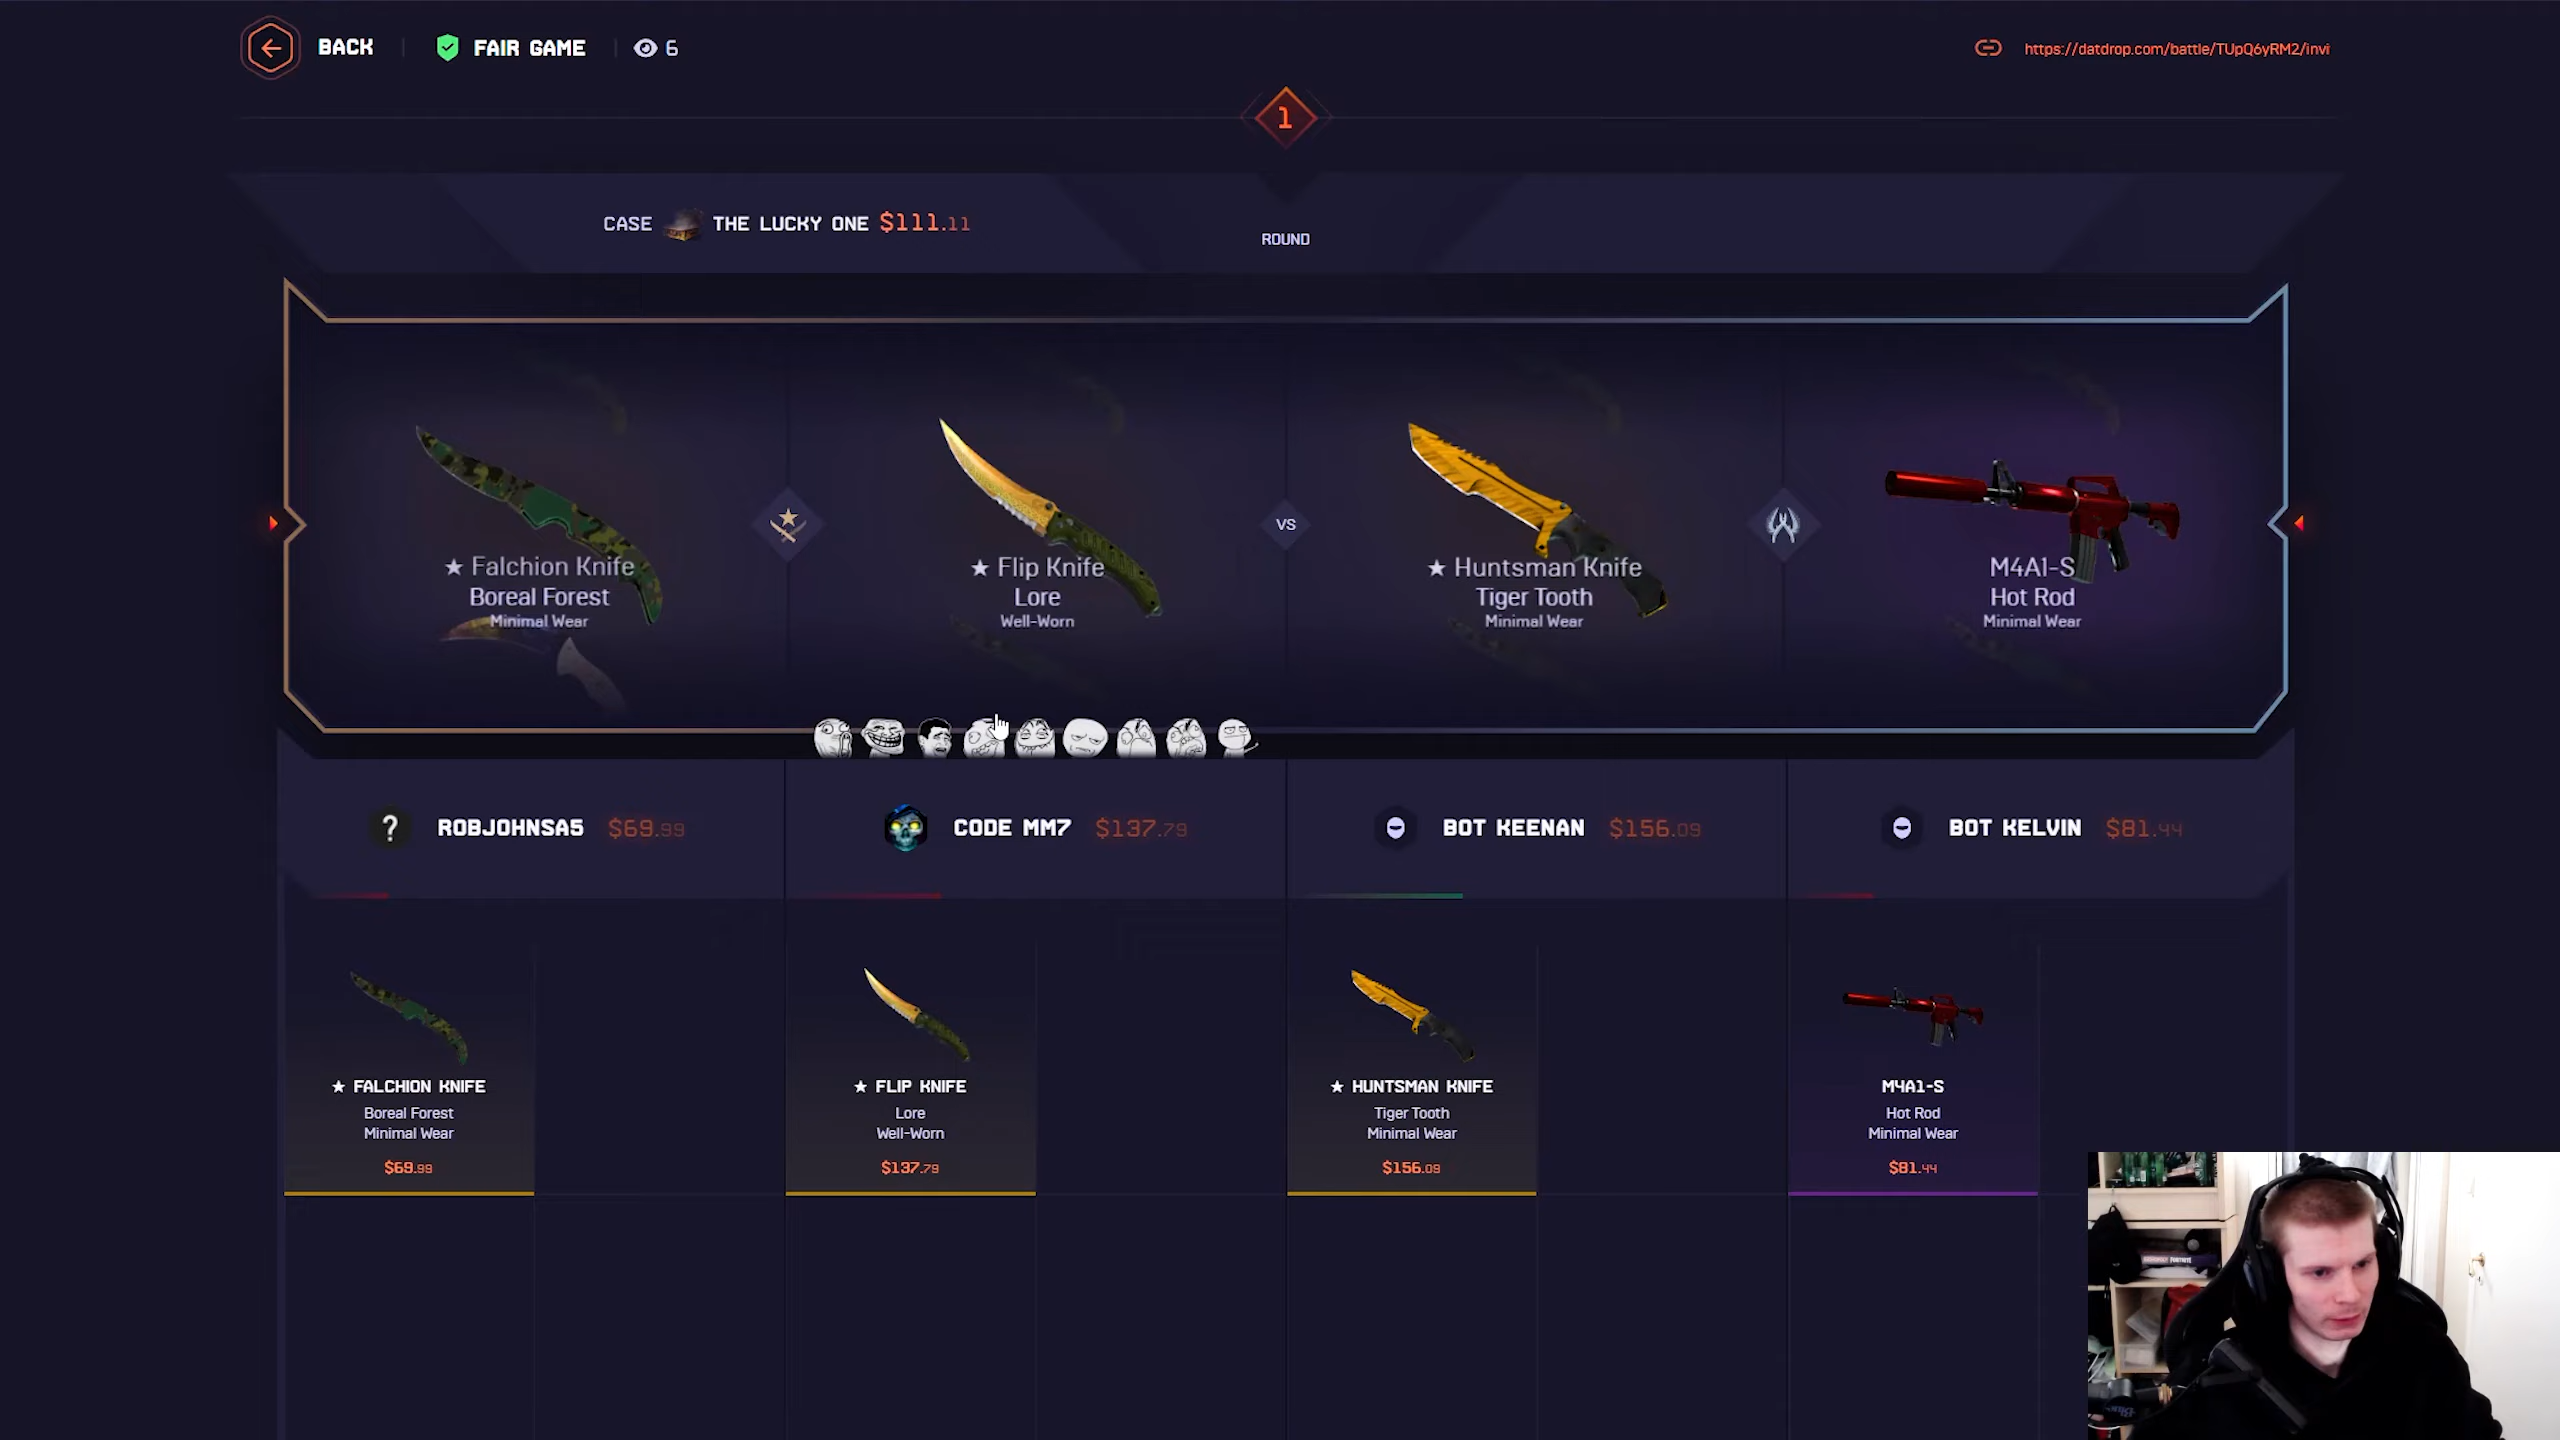 BACK
FAIR GAME
6
https://datdrop.com/battle/TUpQ6yRM2/invi
1
CASE THE LUCKY ONE $111.11
ROUND
★ Falchion Knife
Boreal Forest
Minimal Wear
★ Flip Knife
Lore
Well-Worn
VS
★ Huntsman Knife
Tiger Tooth
Minimal Wear
M4A1-S
Hot Rod
Minimal Wear
ROBJOHNSA5 $69.99
CODE MM7 $137.79
BOT KEENAN $156.09
BOT KELVIN $81.44
★ FALCHION KNIFE
Boreal Forest
Minimal Wear
$69.99
★ FLIP KNIFE
Lore
Well-Worn
$137.79
★ HUNTSMAN KNIFE
Tiger Tooth
Minimal Wear
$156.09
M4A1-S
Hot Rod
Minimal Wear
$81.44